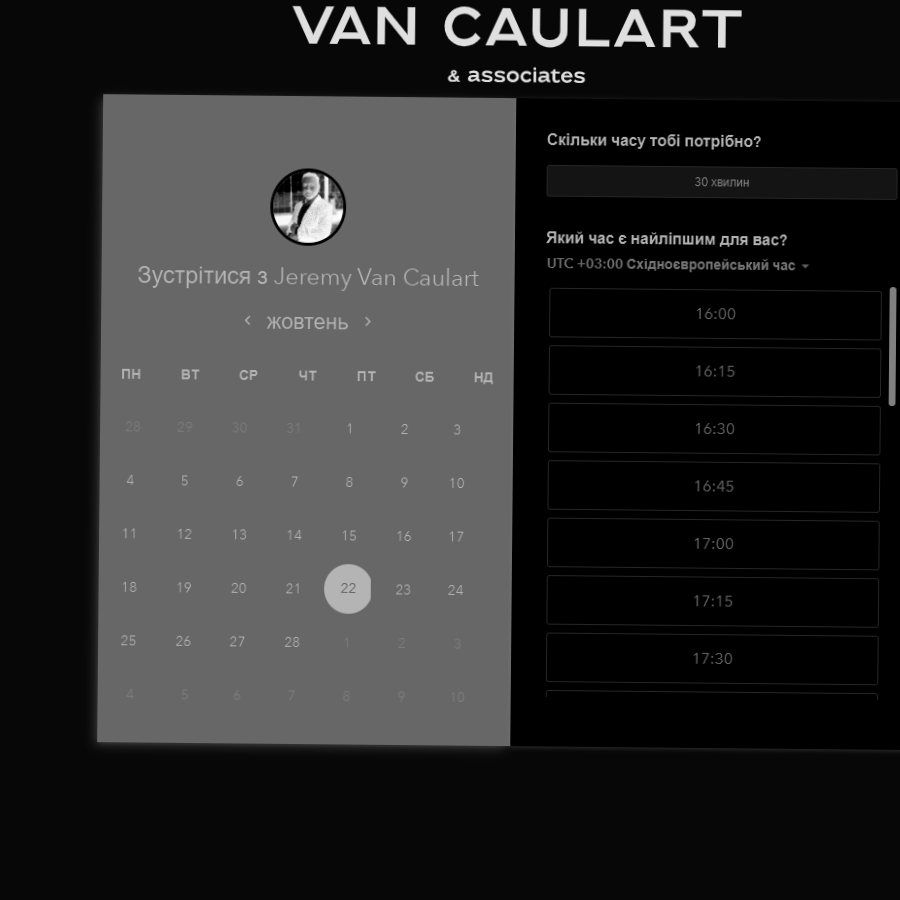 VAN CAULART
& associates
Зустрітися з Jeremy Van Caulart
жовтень
ПН ВТ СР ЧТ ПТ СБ НД
28 29 30 31 1 2 3
4 5 6 7 8 9 10
11 12 13 14 15 16 17
18 19 20 21 22 23 24
25 26 27 28 1 2 3
4 5 6 7 8 9 10
Скільки часу тобі потрібно?
30 хвилин
Який час є найліпшим для вас?
UTC +03:00 Східноєвропейський час
16:00
16:15
16:30
16:45
17:00
17:15
17:30